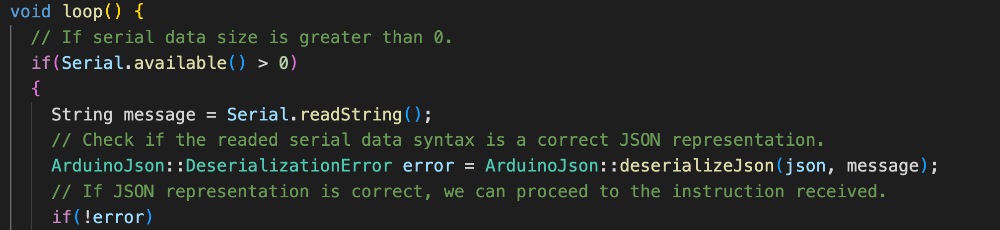 void loop() {
// If serial data size is greater than 0.
if(Serial.available() > 0)
{
String message = Serial.readString();
// Check if the readed serial data syntax is a correct JSON representation.
ArduinoJson::DeserializationError error = ArduinoJson::deserializeJson(json, message);
// If JSON representation is correct, we can proceed to the instruction received.
if(!error)